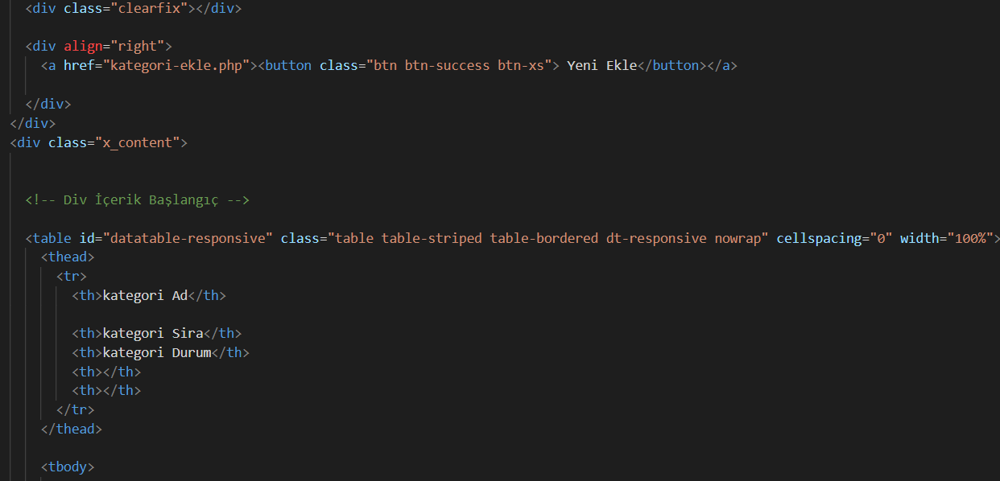 <div class="clearfix"></div>
<div align="right">
<a href="kategori-ekle.php"><button class="btn btn-success btn-xs"> Yeni Ekle</button></a>
</div>
</div>
<div class="x_content">
<!-- Div İçerik Başlangıç -->
<table id="datatable-responsive" class="table table-striped table-bordered dt-responsive nowrap" cellspacing="0" width="100%">
<thead>
<tr>
<th>kategori Ad</th>
<th>kategori Sira</th>
<th>kategori Durum</th>
<th></th>
<th></th>
</tr>
</thead>
<tbody>